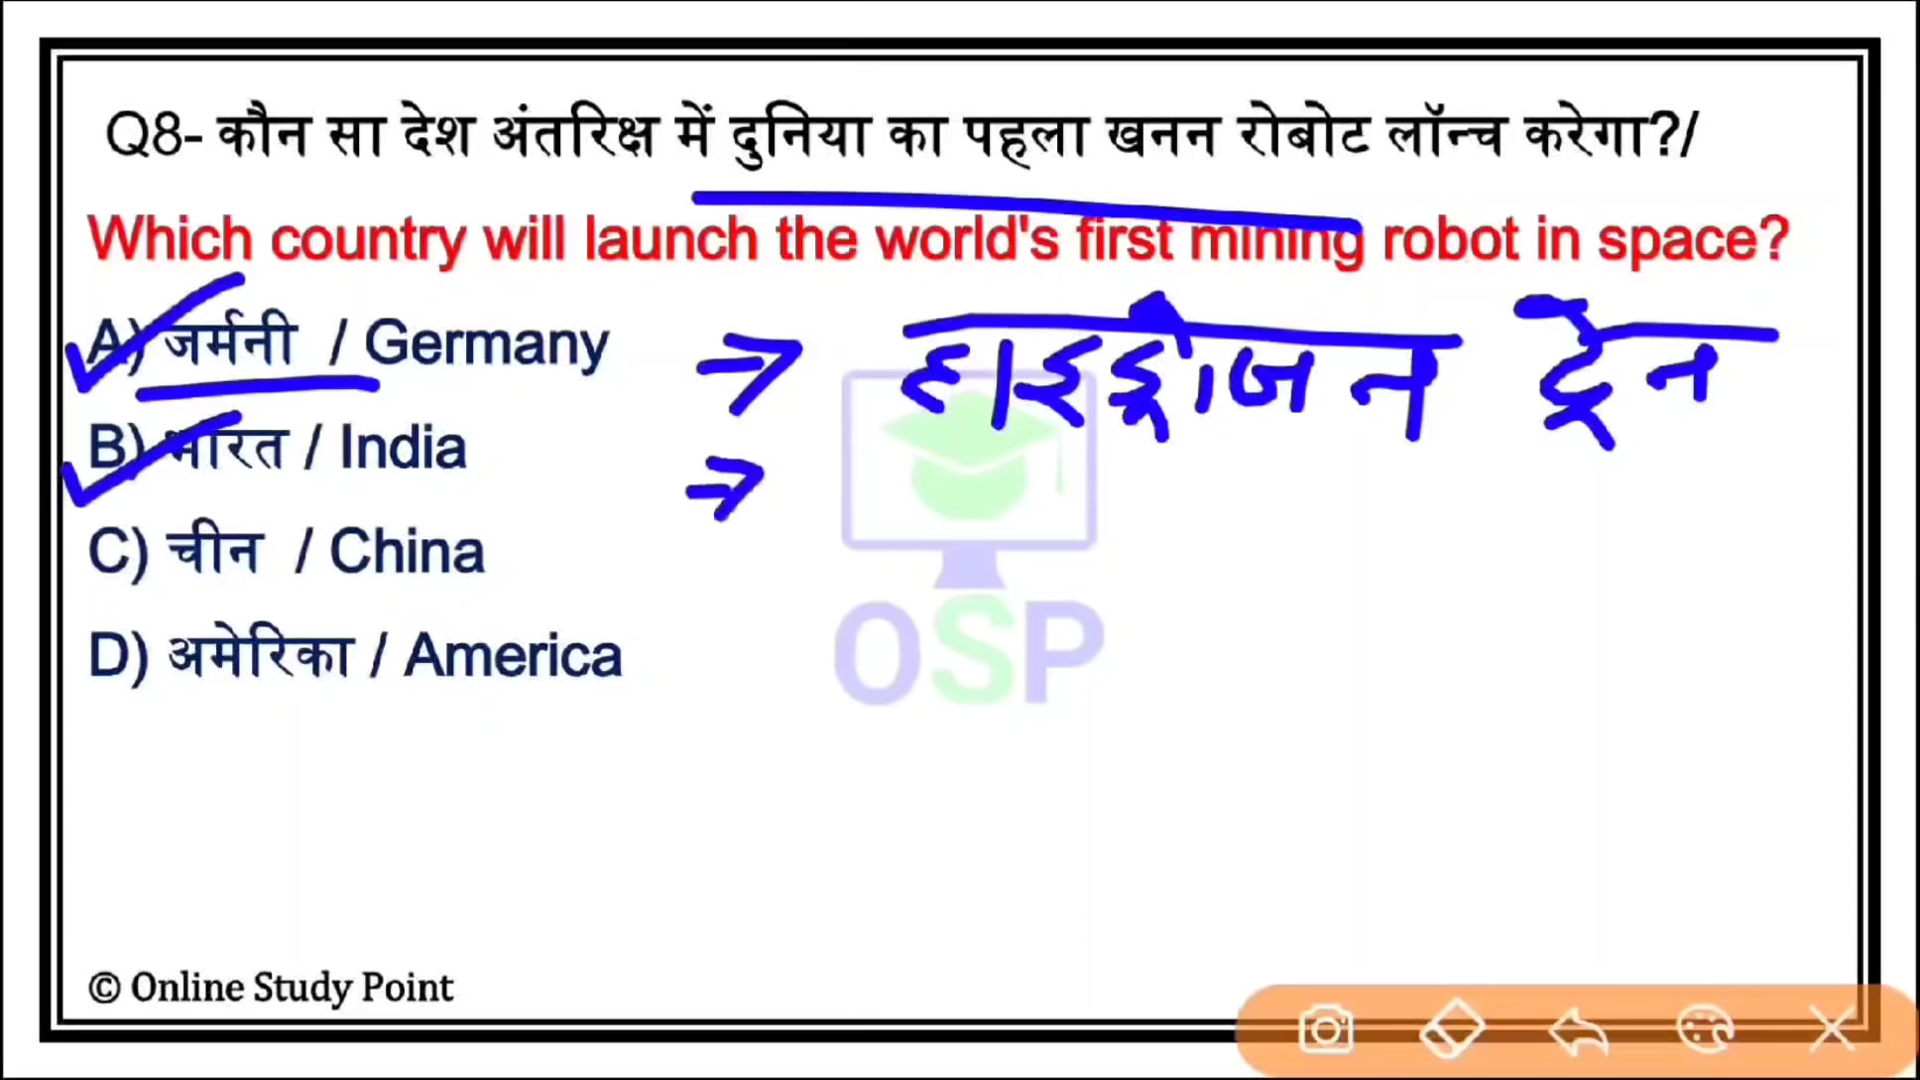 Q8- कौन सा देश अंतरिक्ष में दुनिया का पहला खनन रोबोट लॉन्च करेगा?/
Which country will launch the world's first mining robot in space?
A) जर्मनी / Germany
हाइड्रोजन ट्रेन
B) भारत / India
C) चीन / China
D) अमेरिका / America
OSP
© Online Study Point